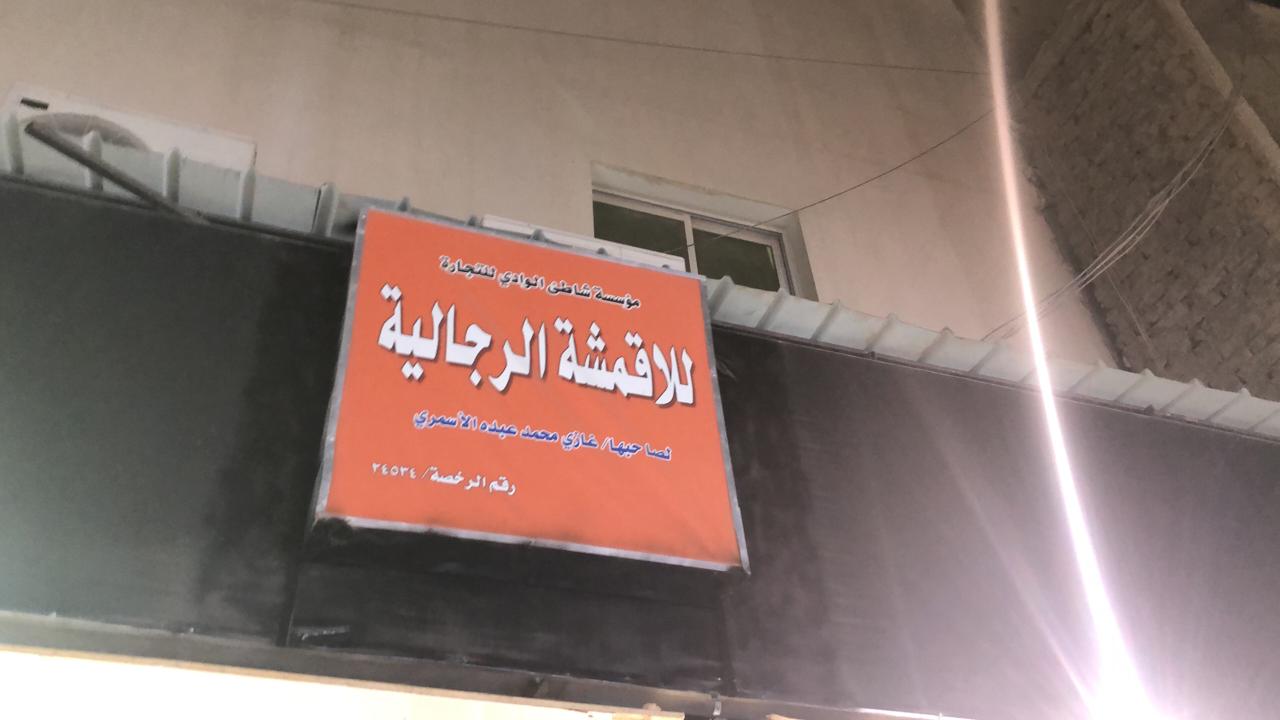 مؤسسة شاطئ الوادي للتجارة
للاقمشة الرجالية
لصاحبها/ غازي محمد عبده الأسمري
رقم الرخصة/ ٢٤٥٣٤